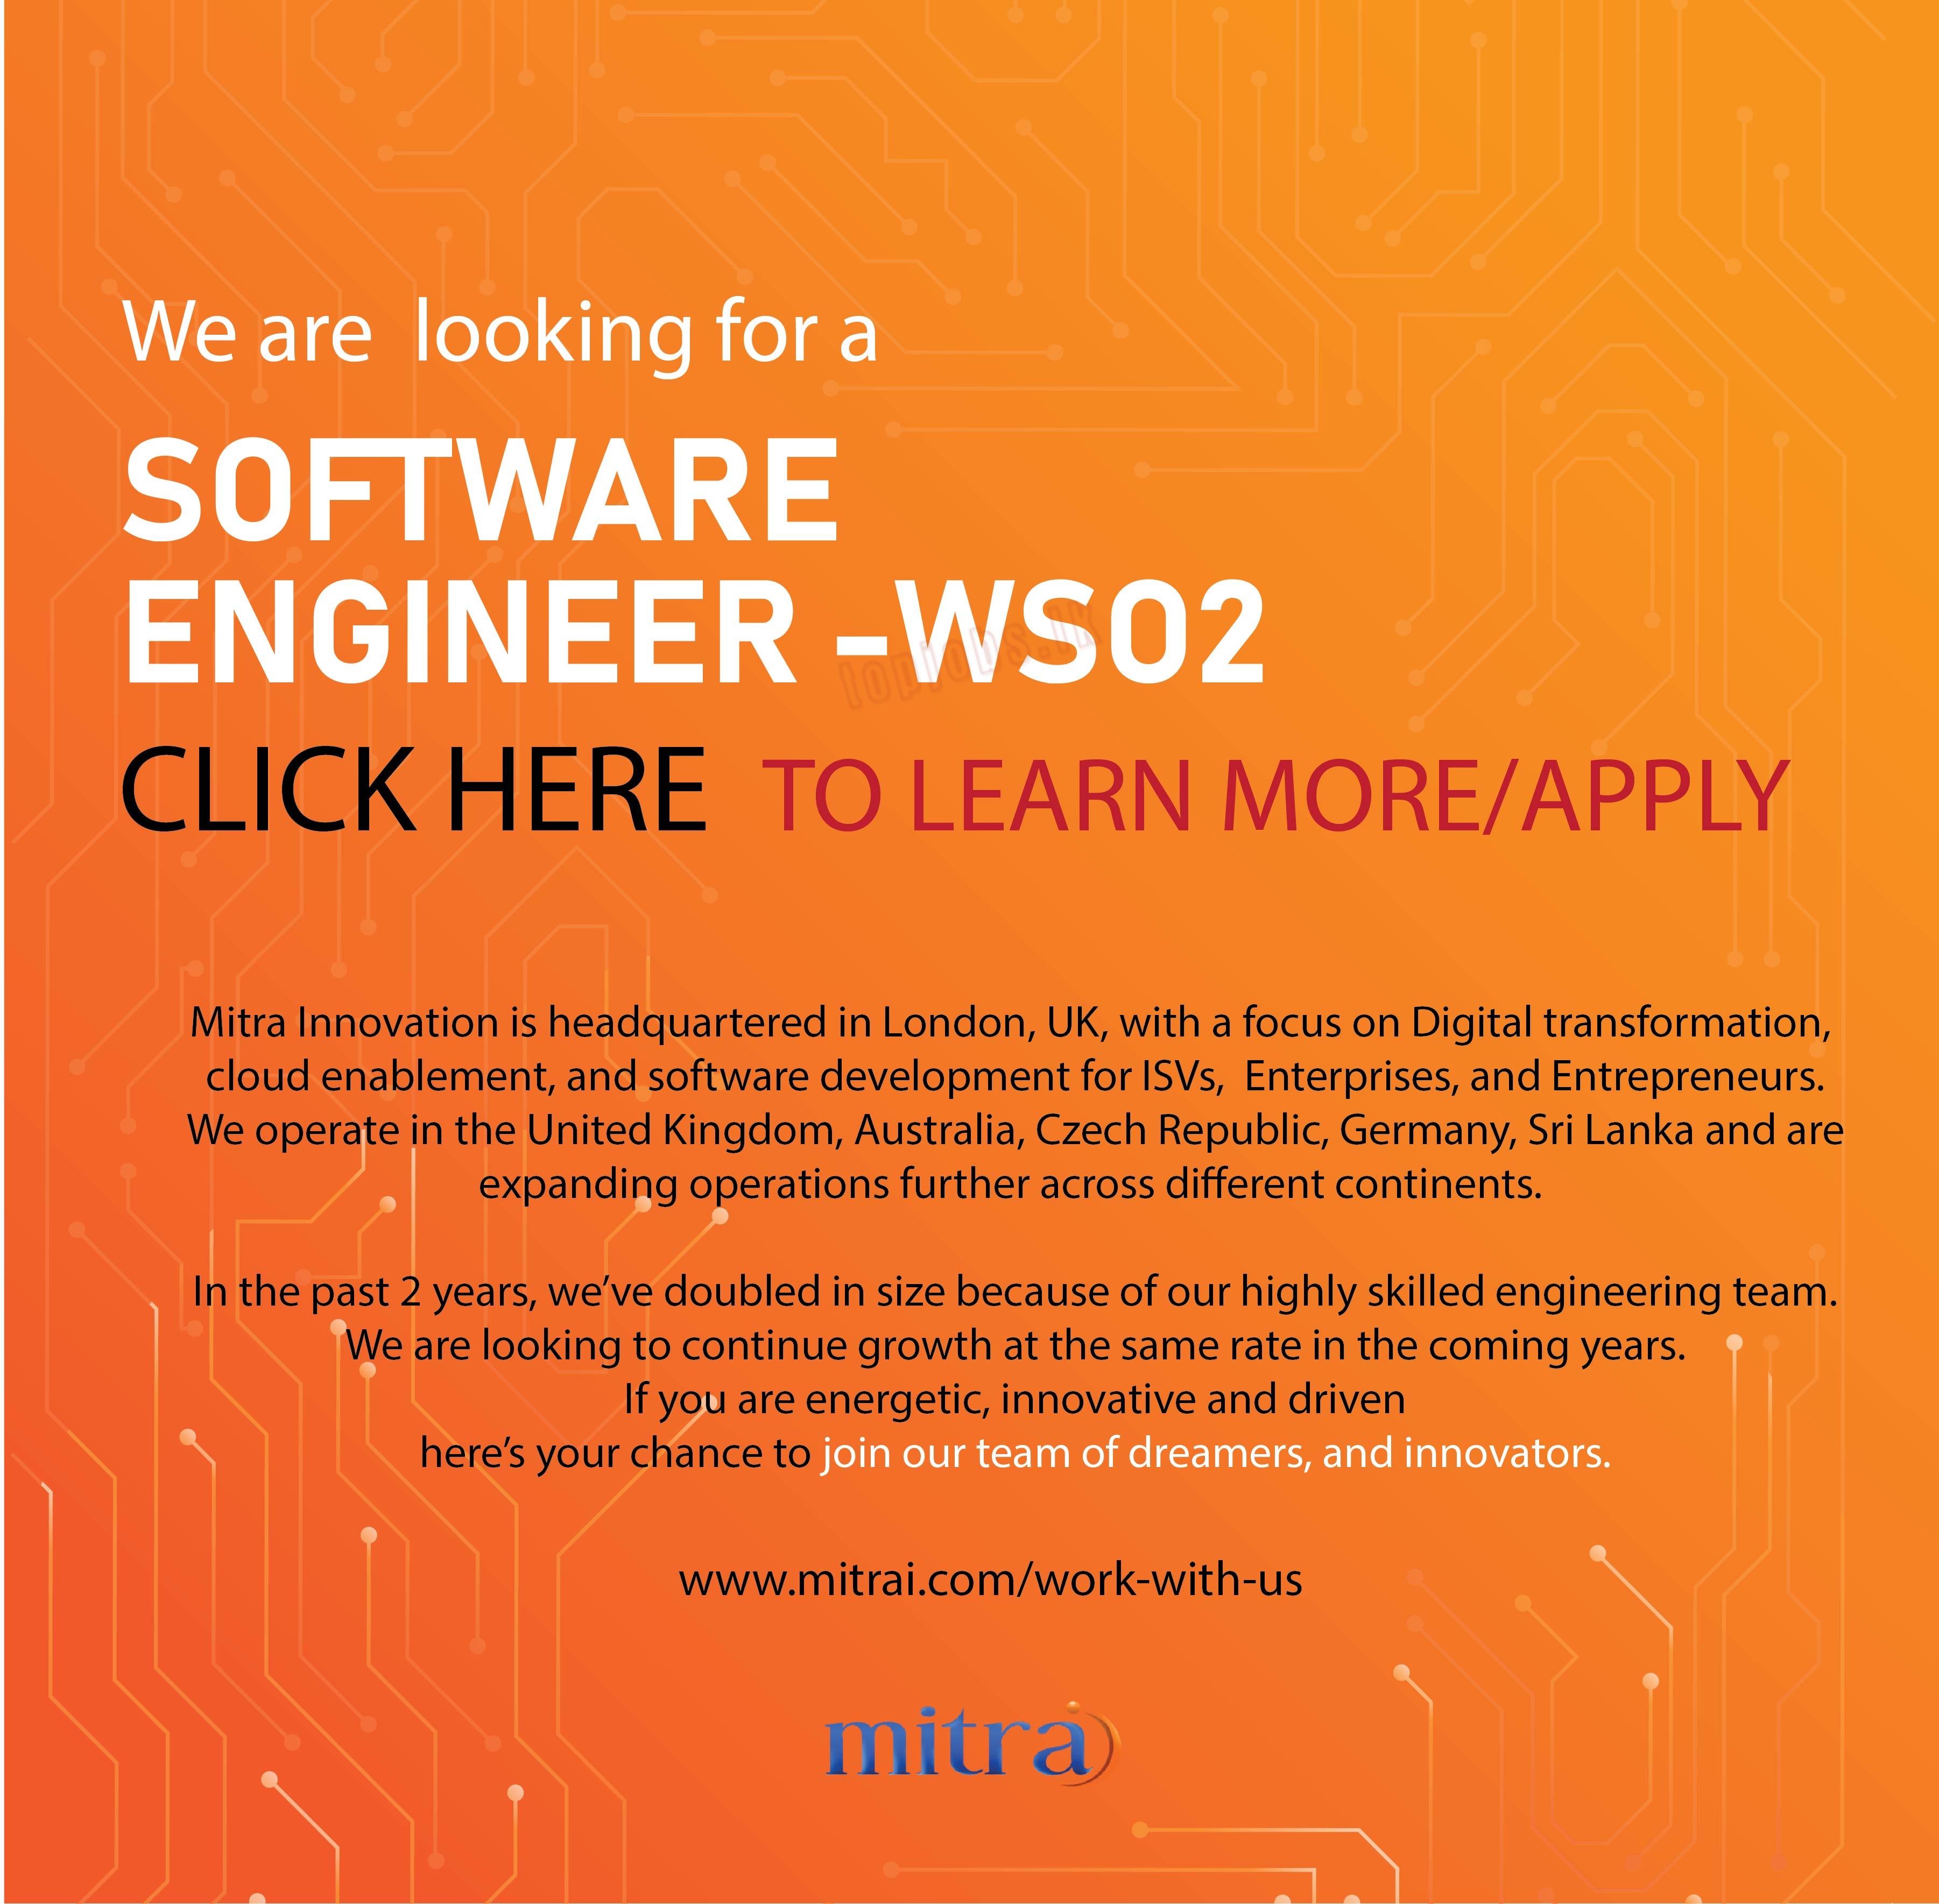 We are looking for a
SOFTWARE
ENGINEER -WSO2
topjobs.lk
CLICK HERE TO LEARN MORE/APPLY
Mitra Innovation is headquartered in London, UK, with a focus on Digital transformation,
cloud enablement, and software development for ISVs, Enterprises, and Entrepreneurs.
We operate in the United Kingdom, Australia, Czech Republic, Germany, Sri Lanka and are
expanding operations further across different continents.
In the past 2 years, we've doubled in size because of our highly skilled engineering team.
We are looking to continue growth at the same rate in the coming years.
If you are energetic, innovative and driven
here's your chance to join our team of dreamers, and innovators.
www.mitrai.com/work-with-us
mitra